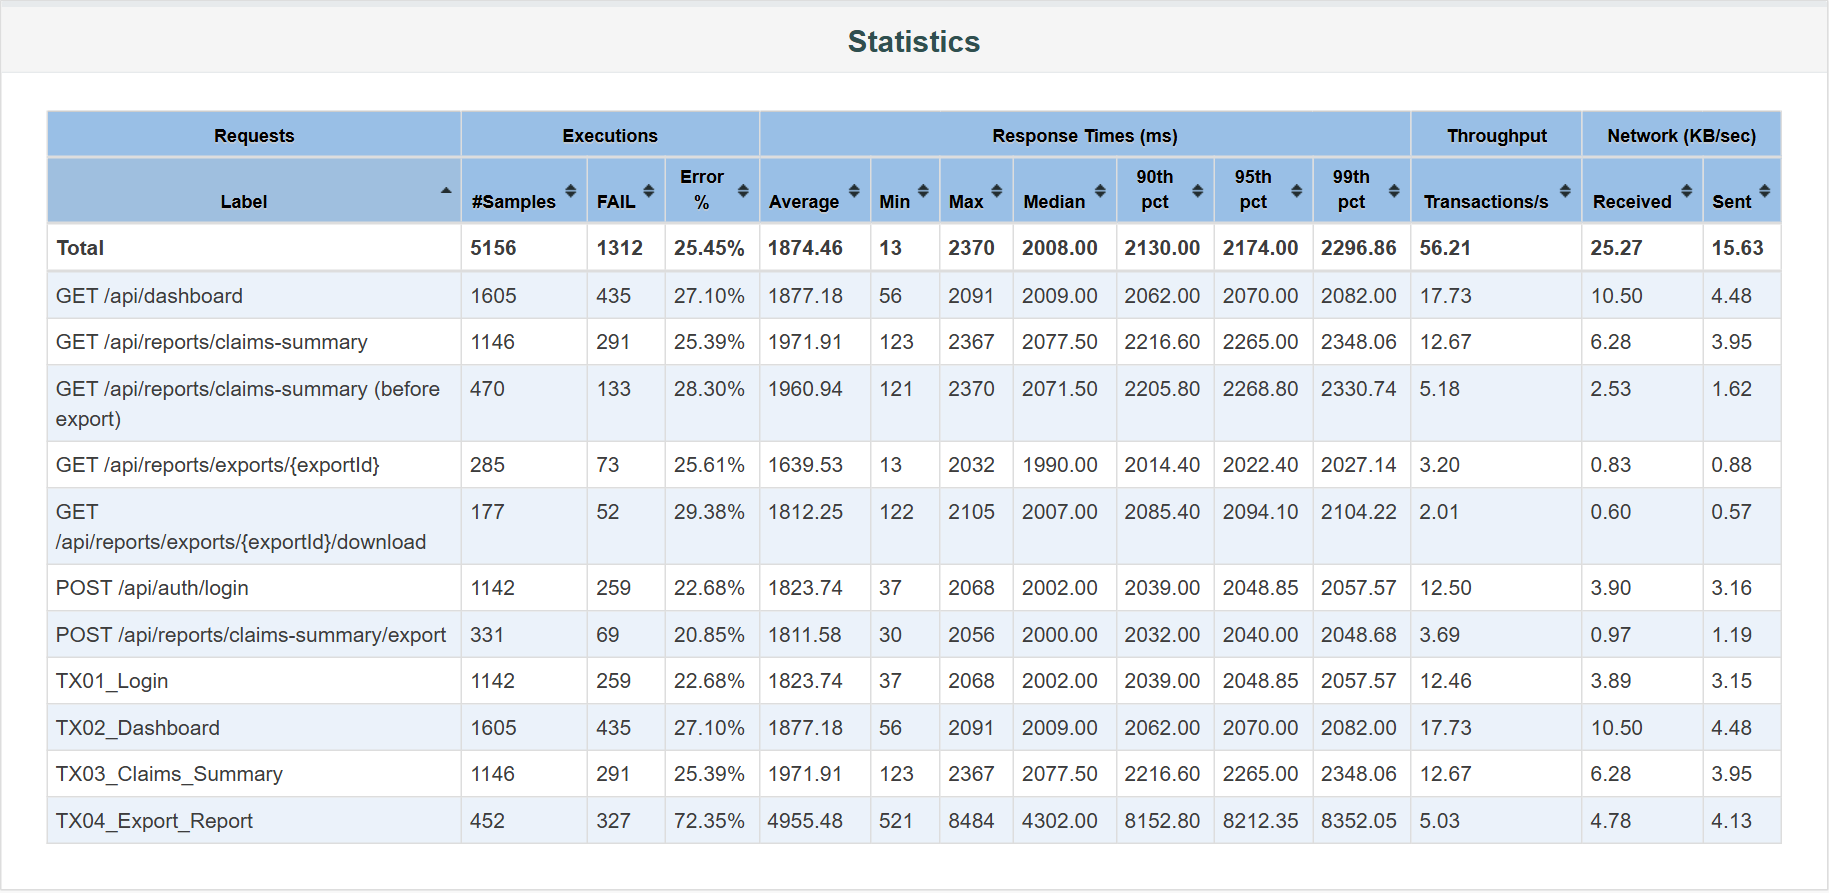 Statistics
Requests Executions Response Times (ms) Throughput Network (KB/sec)
Label #Samples FAIL Error % Average Min Max Median 90th pct 95th pct 99th pct Transactions/s Received Sent
Total 5156 1312 25.45% 1874.46 13 2370 2008.00 2130.00 2174.00 2296.86 56.21 25.27 15.63
GET /api/dashboard 1605 435 27.10% 1877.18 56 2091 2009.00 2062.00 2070.00 2082.00 17.73 10.50 4.48
GET /api/reports/claims-summary 1146 291 25.39% 1971.91 123 2367 2077.50 2216.60 2265.00 2348.06 12.67 6.28 3.95
GET /api/reports/claims-summary (before 470 133 28.30% 1960.94 121 2370 2071.50 2205.80 2268.80 2330.74 5.18 2.53 1.62
export)
GET /api/reports/exports/{exportId} 285 73 25.61% 1639.53 13 2032 1990.00 2014.40 2022.40 2027.14 3.20 0.83 0.88
GET 177 52 29.38% 1812.25 122 2105 2007.00 2085.40 2094.10 2104.22 2.01 0.60 0.57
/api/reports/exports/{exportId}/download
POST /api/auth/login 1142 259 22.68% 1823.74 37 2068 2002.00 2039.00 2048.85 2057.57 12.50 3.90 3.16
POST /api/reports/claims-summary/export 331 69 20.85% 1811.58 30 2056 2000.00 2032.00 2040.00 2048.68 3.69 0.97 1.19
TX01_Login 1142 259 22.68% 1823.74 37 2068 2002.00 2039.00 2048.85 2057.57 12.46 3.89 3.15
TX02_Dashboard 1605 435 27.10% 1877.18 56 2091 2009.00 2062.00 2070.00 2082.00 17.73 10.50 4.48
TX03_Claims_Summary 1146 291 25.39% 1971.91 123 2367 2077.50 2216.60 2265.00 2348.06 12.67 6.28 3.95
TX04_Export_Report 452 327 72.35% 4955.48 521 8484 4302.00 8152.80 8212.35 8352.05 5.03 4.78 4.13